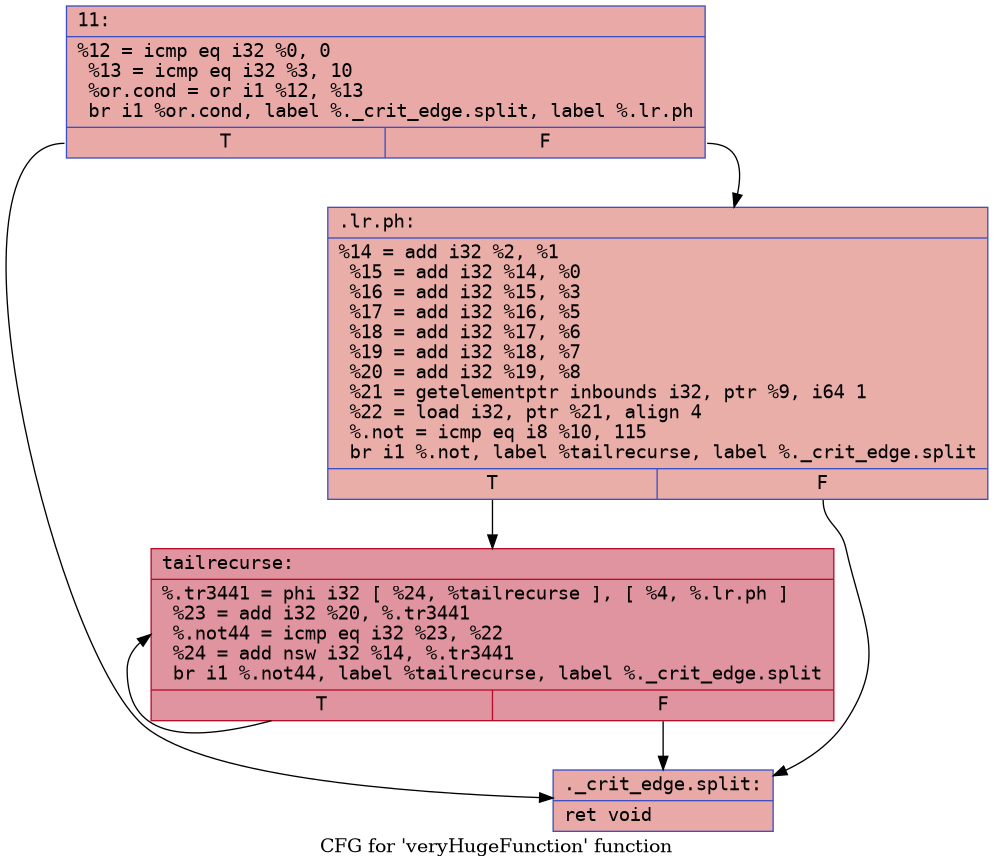 11:
%12 = icmp eq i32 %0, 0
%13 = icmp eq i32 %3, 10
%or.cond = or i1 %12, %13
br i1 %or.cond, label %._crit_edge.split, label %.lr.ph
T F
.lr.ph:
%14 = add i32 %2, %1
%15 = add i32 %14, %0
%16 = add i32 %15, %3
%17 = add i32 %16, %5
%18 = add i32 %17, %6
%19 = add i32 %18, %7
%20 = add i32 %19, %8
%21 = getelementptr inbounds i32, ptr %9, i64 1
%22 = load i32, ptr %21, align 4
%.not = icmp eq i8 %10, 115
br i1 %.not, label %tailrecurse, label %._crit_edge.split
T F
tailrecurse:
%.tr3441 = phi i32 [ %24, %tailrecurse ], [ %4, %.lr.ph ]
%23 = add i32 %20, %.tr3441
%.not44 = icmp eq i32 %23, %22
%24 = add nsw i32 %14, %.tr3441
br i1 %.not44, label %tailrecurse, label %._crit_edge.split
T F
._crit_edge.split:
ret void
CFG for 'veryHugeFunction' function